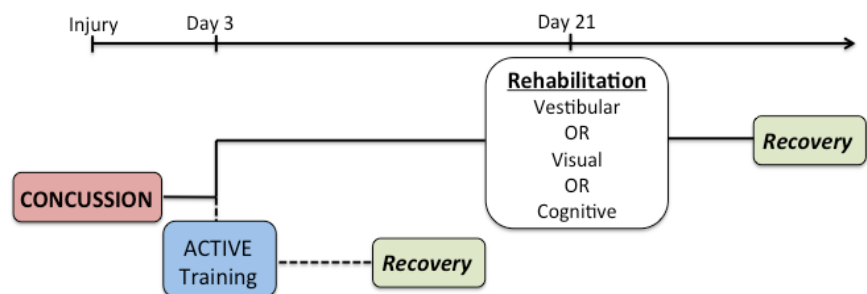 Injury
Day 3
Day 21
Rehabilitation
Vestibular
OR
Visual
OR
Cognitive
Recovery
CONCUSSION
ACTIVE
Training
Recovery